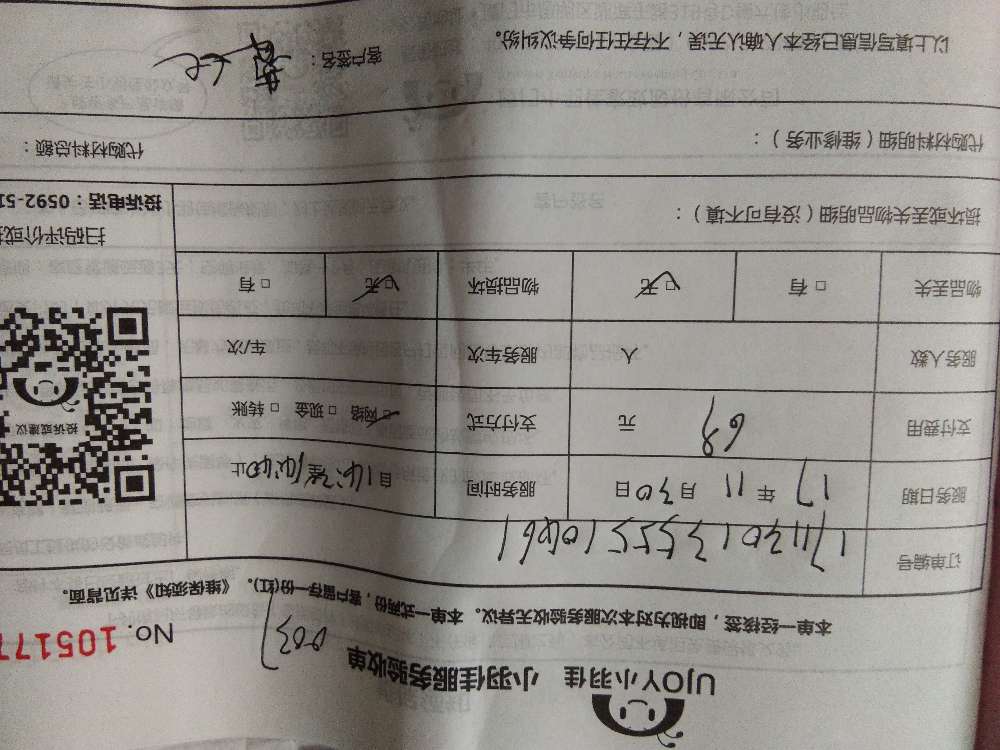 UJOY小羽佳 小羽佳服务验收单
No. 105177
本单一经核签，即视为对本次服务验收无异议。本单一式两份，客户留存一份(红)。《维保须知》详见背面。
订单编号
服务日期 17 年 11 月 30 日 服务时间 自 止
支付费用 68 元 支付方式 ☑网络 □现金 □转账
服务人数 人 服务车次 车/次
物品丢失 □有 ☑无 物品损坏 ☑无 □有
投诉或建议
扫码评价或
投诉电话：0592-51
损坏或丢失物品明细（没有可不填）：
代购材料明细（维修业务）： 代购材料总额：
以上填写信息已经本人确认无误，不存在任何争议纠纷。 客户签名：